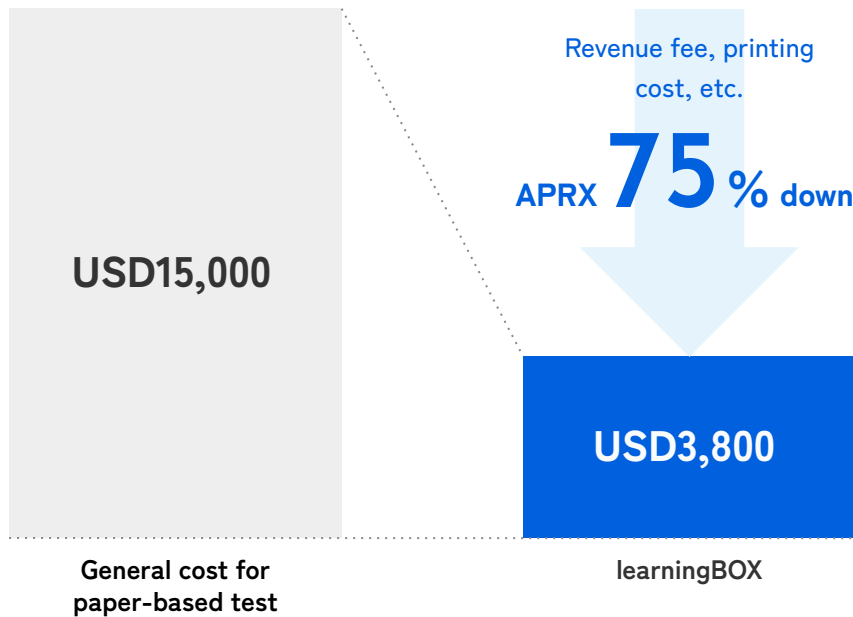 Revenue fee, printing
cost, etc.
APRX 75 % down
USD15,000
USD3,800
General cost for
paper-based test
learningBOX